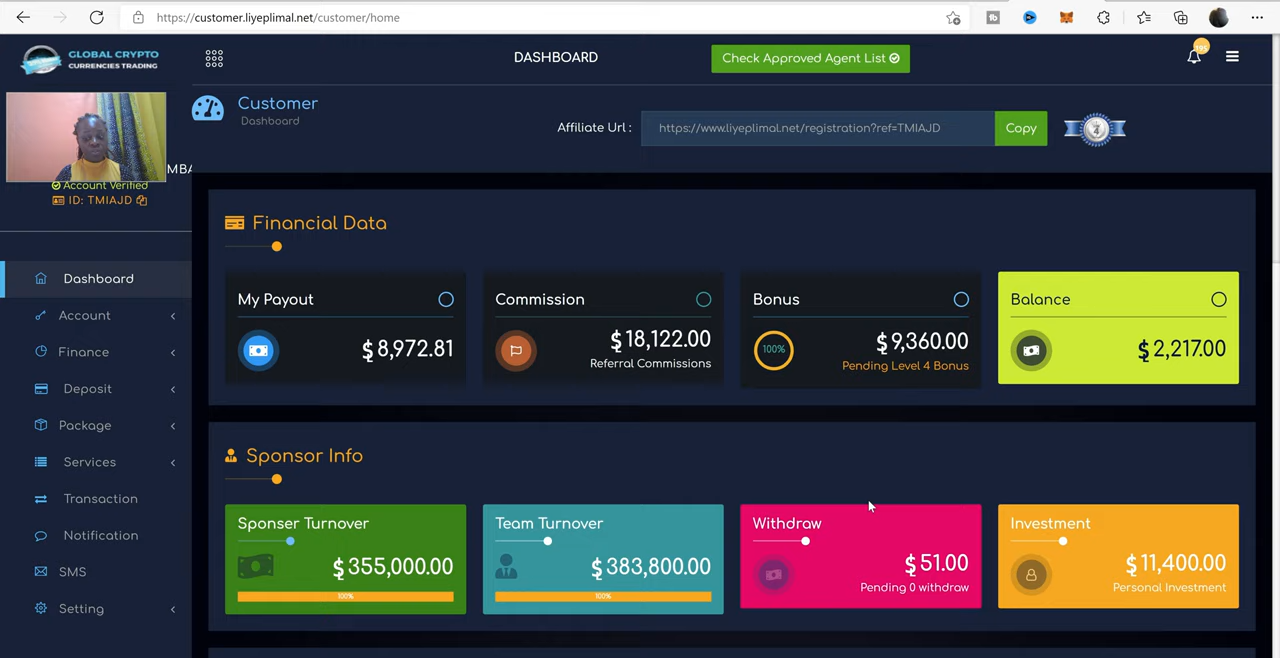 https://customer.liyeplimal.net/customer/home
GLOBAL CRYPTO
CURRENCIES TRADING
DASHBOARD
Check Approved Agent List
195
Customer
Dashboard
Affiliate Url :
https://www.liyeplimal.net/registration?ref=TMIAJD
Copy
4
MBA
Account Verified
ID: TMIAJD
Dashboard
Account
Finance
Deposit
Package
Services
Transaction
Notification
SMS
Setting
Financial Data
My Payout
$8,972.81
Commission
$18,122.00
Referral Commissions
Bonus
100%
$9,360.00
Pending Level 4 Bonus
Balance
$2,217.00
Sponsor Info
Sponser Turnover
$355,000.00
100%
Team Turnover
$383,800.00
100%
Withdraw
$51.00
Pending 0 withdraw
Investment
$11,400.00
Personal Investment